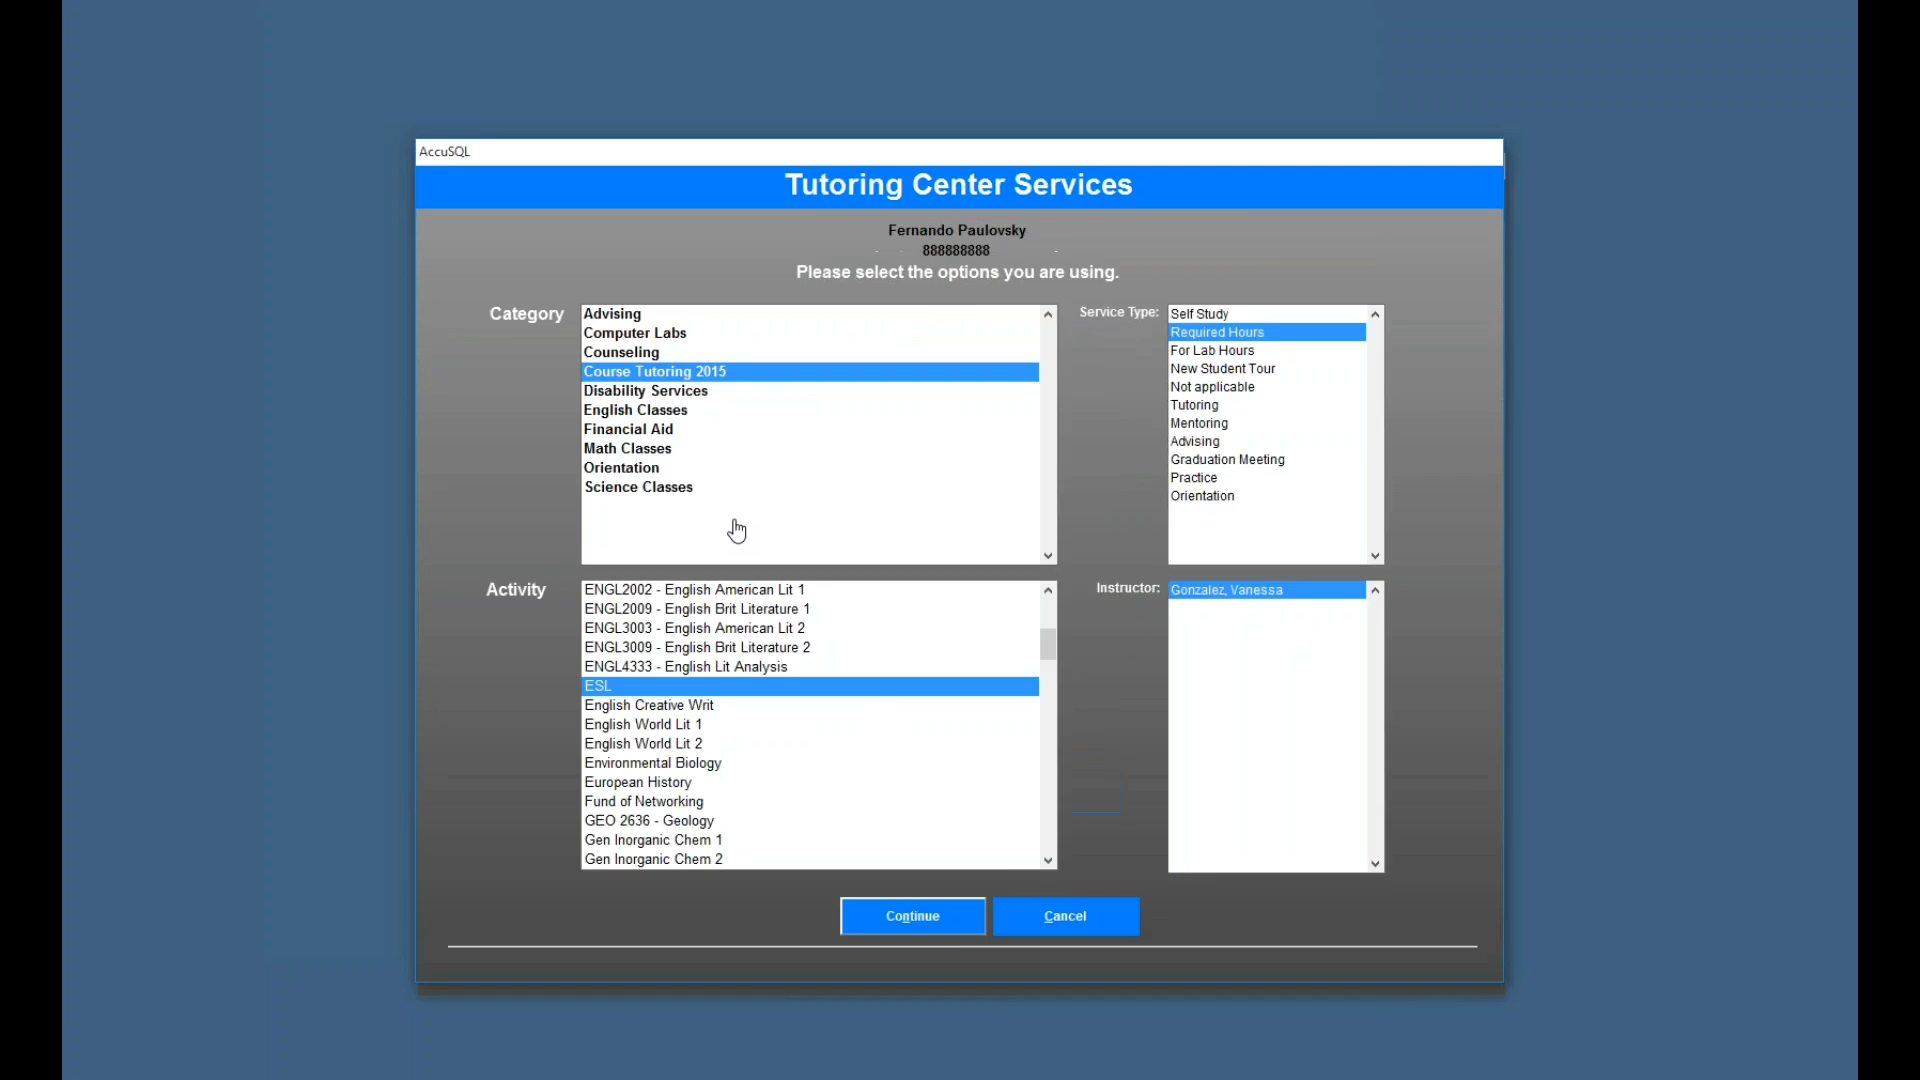 AccuSQL
Tutoring Center Services
Fernando Paulovsky
888888888
Please select the options you are using.
Category
Advising
Computer Labs
Counseling
Course Tutoring 2015
Disability Services
English Classes
Financial Aid
Math Classes
Orientation
Science Classes
Service Type:
Self Study
Required Hours
For Lab Hours
New Student Tour
Not applicable
Tutoring
Mentoring
Advising
Graduation Meeting
Practice
Orientation
Activity
ENGL2002 - English American Lit 1
ENGL2009 - English Brit Literature 1
ENGL3003 - English American Lit 2
ENGL3009 - English Brit Literature 2
ENGL4333 - English Lit Analysis
ESL
English Creative Writ
English World Lit 1
English World Lit 2
Environmental Biology
European History
Fund of Networking
GEO 2636 - Geology
Gen Inorganic Chem 1
Gen Inorganic Chem 2
Instructor:
Gonzalez, Vanessa
Continue
Cancel